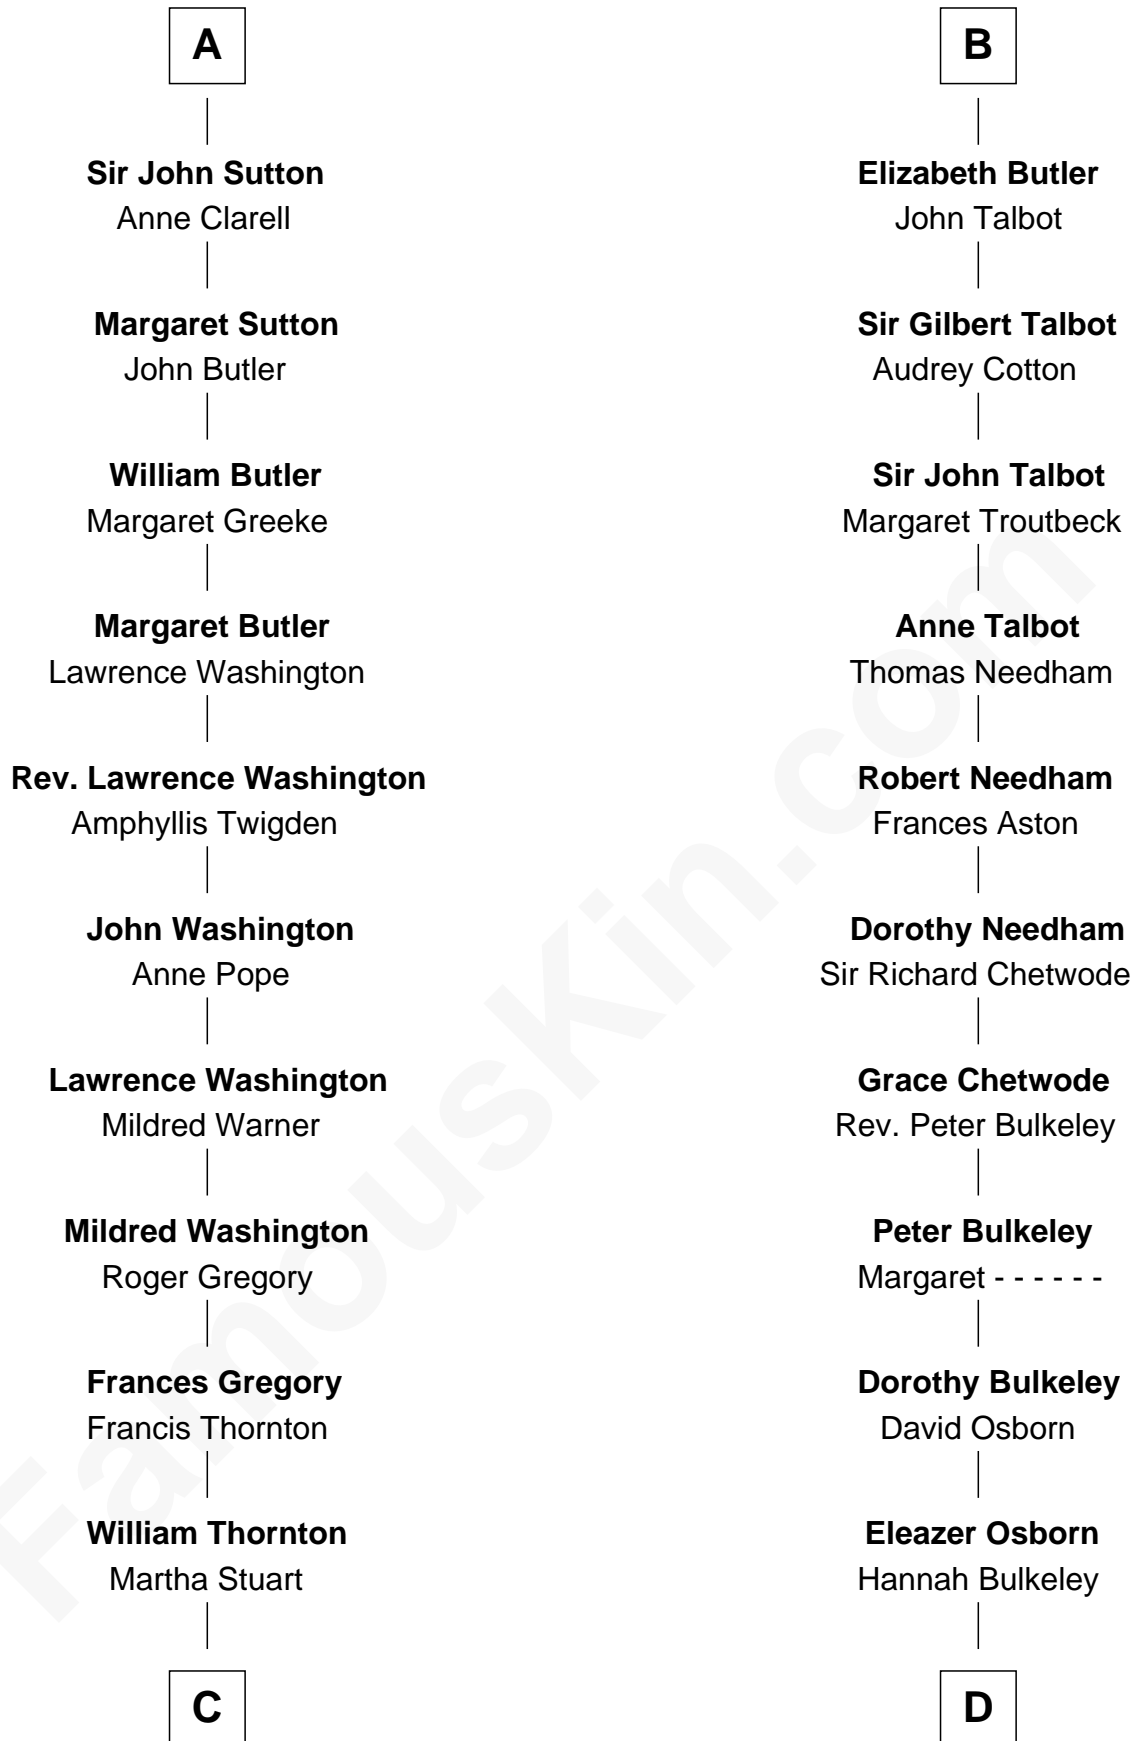 A
Sir John Sutton
Anne Clarell
Margaret Sutton
John Butler
William Butler
Margaret Greeke
Margaret Butler
Lawrence Washington
Rev. Lawrence Washington
Amphyllis Twigden
John Washington
Anne Pope
Lawrence Washington
Mildred Warner
Mildred Washington
Roger Gregory
Frances Gregory
Francis Thornton
William Thornton
Martha Stuart
C
B
Elizabeth Butler
John Talbot
Sir Gilbert Talbot
Audrey Cotton
Sir John Talbot
Margaret Troutbeck
Anne Talbot
Thomas Needham
Robert Needham
Frances Aston
Dorothy Needham
Sir Richard Chetwode
Grace Chetwode
Rev. Peter Bulkeley
Peter Bulkeley
Margaret - - - - - -
Dorothy Bulkeley
David Osborn
Eleazer Osborn
Hannah Bulkeley
D
FamousKin.com